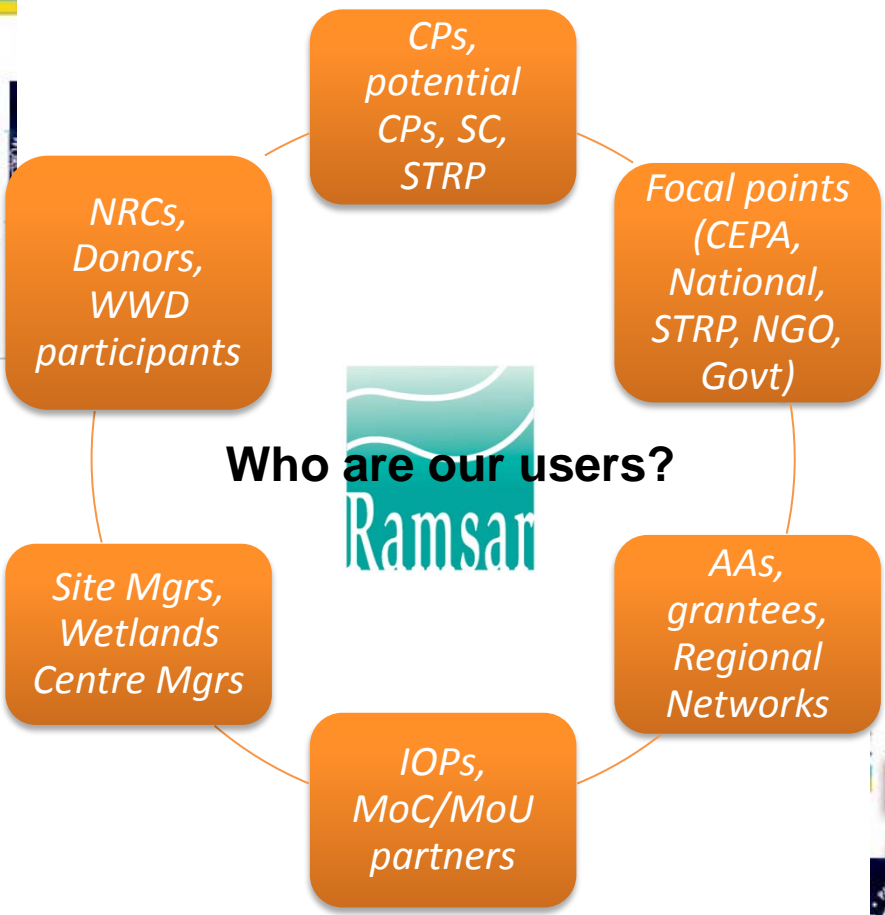 CPs,
potential
CPs, SC,
STRP
Focal points
(CEPA,
National,
STRP, NGO,
Govt)
AAs,
grantees,
Regional
Networks
IOPs,
MoC/MoU
partners
Site Mgrs,
Wetlands
Centre Mgrs
NRCs,
Donors,
WWD
participants
Who are our users?
Ramsar